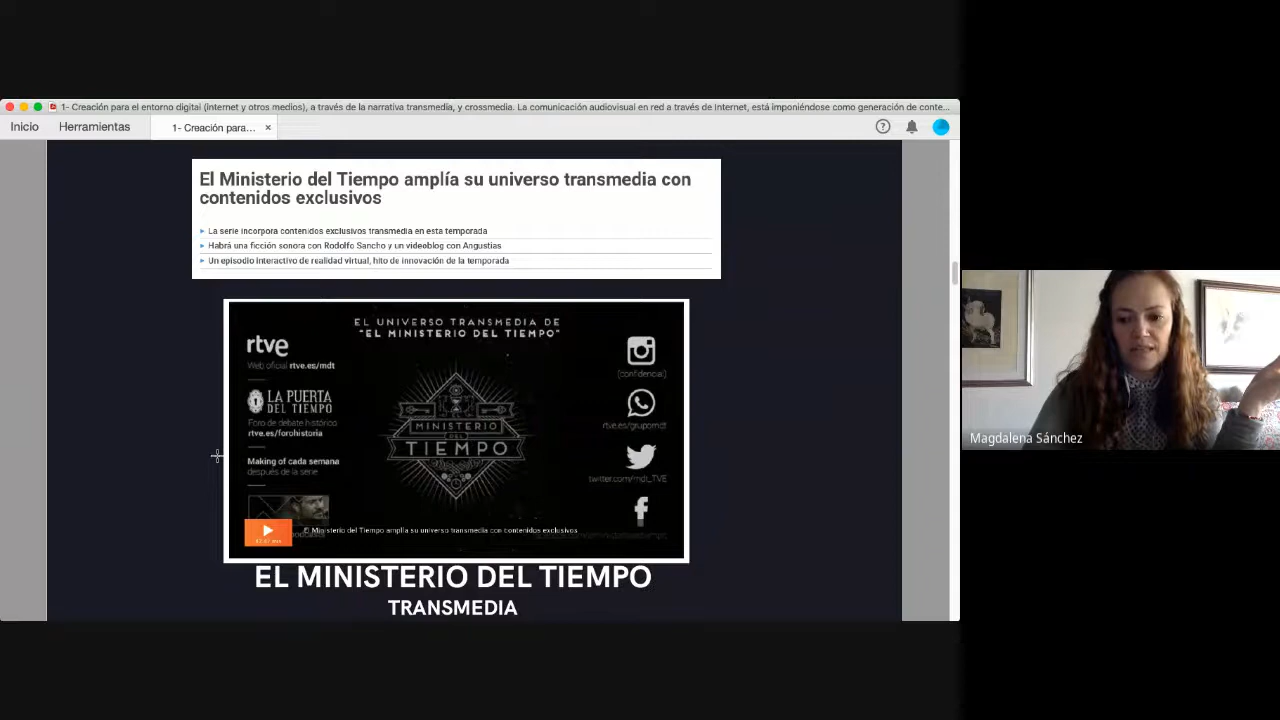 1- Creación para el entorno digital (internet y otros medios), a través de la narrativa transmedia, y crossmedia. La comunicación audiovisual en red a través de Internet, está imponiéndose como generación de conte...
Inicio
Herramientas
1- Creación para... ×
El Ministerio del Tiempo amplía su universo transmedia con
contenidos exclusivos
La serie incorpora contenidos exclusivos transmedia en esta temporada
Habrá una ficción sonora con Rodolfo Sancho y un videoblog con Angustias
Un episodio interactivo de realidad virtual, hito de innovación de la temporada
EL UNIVERSO TRANSMEDIA DE
"EL MINISTERIO DEL TIEMPO"
rtve
Web oficial rtve.es/mdt
LA PUERTA
DEL TIEMPO
Foro de debate histórico
rtve.es/forohistoria
Making of cada semana
después de la serie
MINISTERIO
DEL
TIEMPO
(confidencial)
rtve.es/grupomdt
twitter.com/mdt_TVE
El Ministerio del Tiempo amplía su universo transmedia con contenidos exclusivos
EL MINISTERIO DEL TIEMPO
TRANSMEDIA
Magdalena Sánchez